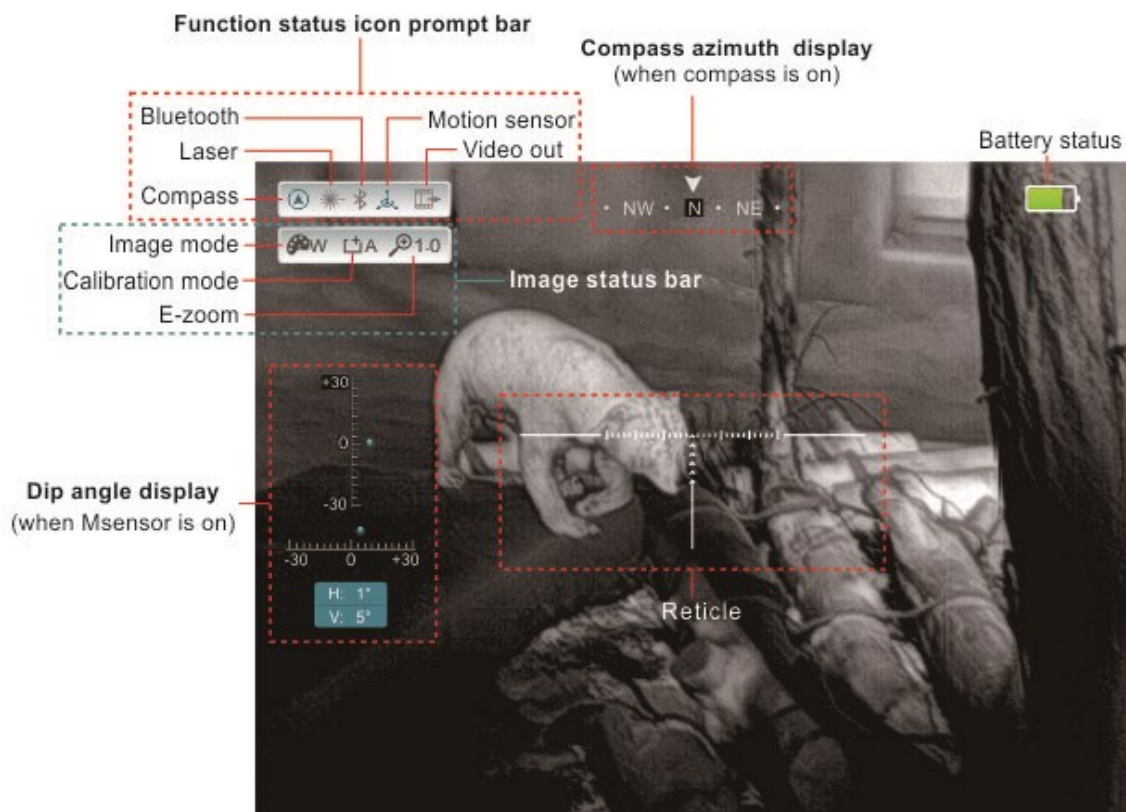 Function status icon prompt bar
Compass azimuth display
(when compass is on)
Bluetooth
Motion sensor
Battery status
Laser
Video out
Compass
NW N NE
Image mode
W A 1.0
Calibration mode
Image status bar
E-zoom
+30
0
Dip angle display
(when Msensor is on)
-30
-30 0 +30
H: 1°
V: 5°
Reticle